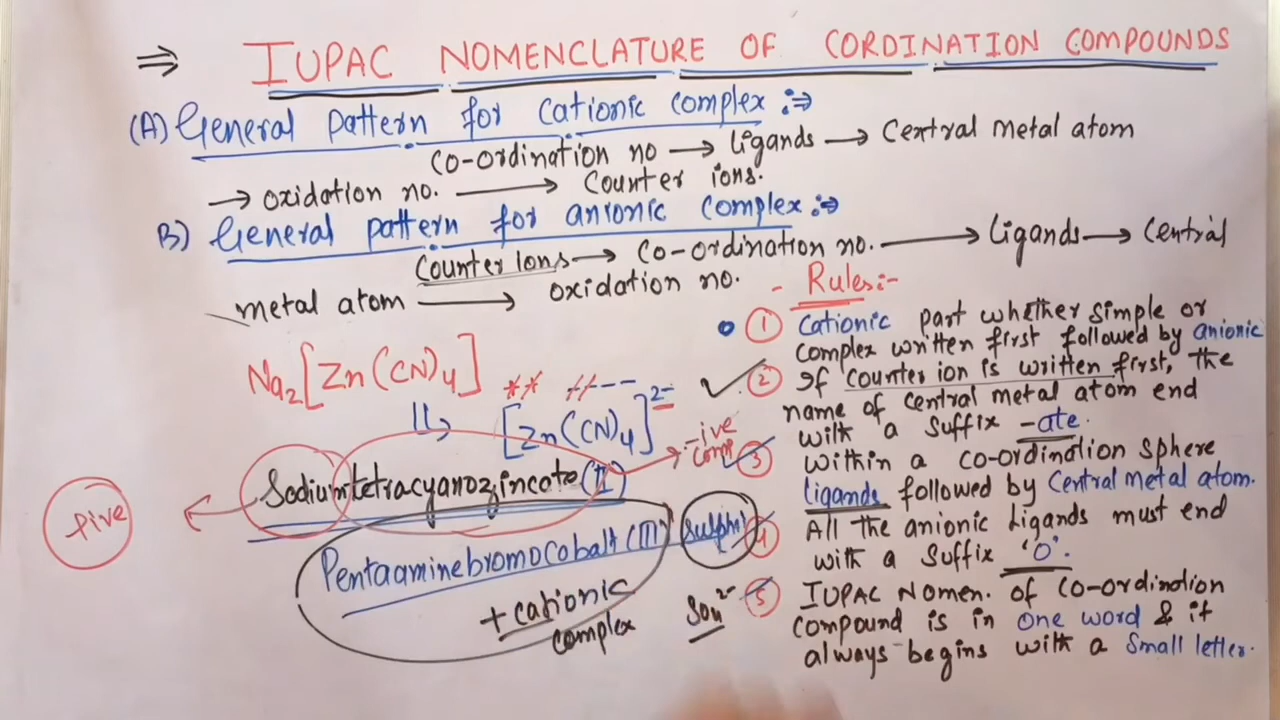 ⇒ IUPAC NOMENCLATURE OF CORDINATION COMPOUNDS
(A) General pattern for cationic complex :⇒
Co-ordination no → ligands → Central metal atom
→ oxidation no. → Counter ions.
B) General pattern for anionic complex :⇒
Counter Ions → Co-ordination no. → Ligands → Central
metal atom → oxidation no.
- Rules:-
① Cationic part whether simple or
complex written first followed by anionic
② If counter ion is written first, the
name of central metal atom end
with a suffix -ate.
③ within a co-ordination sphere
ligands followed by Central metal atom.
④ All the anionic Ligands must end
with a suffix 'o'.
⑤ IUPAC Nomen. of Co-ordination
compound is in one word & it
always begins with a small letter.
Na2[Zn(CN)4]
[Zn(CN)4]2-
-ive
comp
Sodiumtetracyanozincate(II)
+ive
Pentaaminebromocobalt(III)
+ cationic
complex
SO4 2-